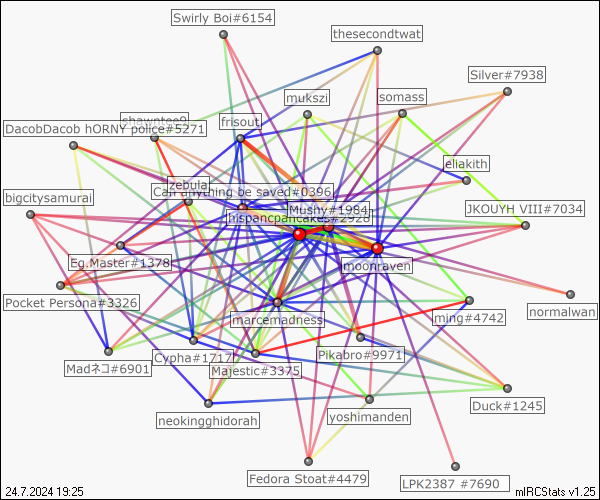 Swirly Boi#6154
thesecondtwat
Silver#7938
mukszi
somass
shawntee9
frisout
DacobDacob hORNY police#5271
eliakith
zebula
Can anything be saved#0396
bigcitysamurai
Mushy#1984
JKOUYH VIII#7034
hispancpancakes#2928
Eg.Master#1378
moonraven
Pocket Persona#3326
normalwan
marcemadness
ming#4742
Cypha#1717
Pikabro#9971
Madネコ#6901
Majestic#3375
Duck#1245
neokingghidorah
yoshimanden
Fedora Stoat#4479
LPK2387 #7690
24.7.2024 19:25
mIRCStats v1.25